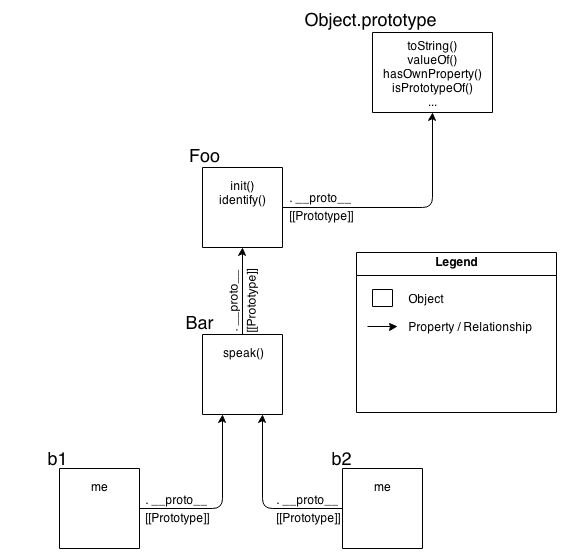 Object.prototype
toString()
valueOf()
hasOwnProperty()
isPrototypeOf()
...
Foo
init()
identify()
. __proto__
[[Prototype]]
. __proto__
[[Prototype]]
Legend
Object
Property / Relationship
Bar
speak()
b1
me
. __proto__
[[Prototype]]
b2
me
. __proto__
[[Prototype]]